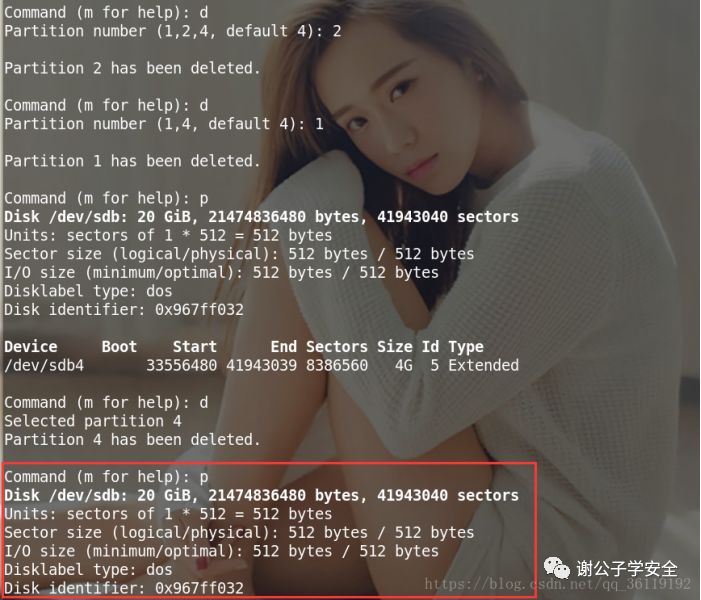 Command (m for help): d
Partition number (1,2,4, default 4): 2
Partition 2 has been deleted.
Command (m for help): d
Partition number (1,4, default 4): 1
Partition 1 has been deleted.
Command (m for help): p
Disk /dev/sdb: 20 GiB, 21474836480 bytes, 41943040 sectors
Units: sectors of 1 * 512 = 512 bytes
Sector size (logical/physical): 512 bytes / 512 bytes
I/O size (minimum/optimal): 512 bytes / 512 bytes
Disklabel type: dos
Disk identifier: 0x967ff032
Device     Boot    Start      End Sectors Size Id Type
/dev/sdb4       33556480 41943039 8386560   4G  5 Extended
Command (m for help): d
Selected partition 4
Partition 4 has been deleted.
Command (m for help): p
Disk /dev/sdb: 20 GiB, 21474836480 bytes, 41943040 sectors
Units: sectors of 1 * 512 = 512 bytes
Sector size (logical/physical): 512 bytes / 512 bytes
I/O size (minimum/optimal): 512 bytes / 512 bytes
Disklabel type: dos
Disk identifier: 0x967ff032
谢公子学安全
https://blog.csdn.net/qq_36119192